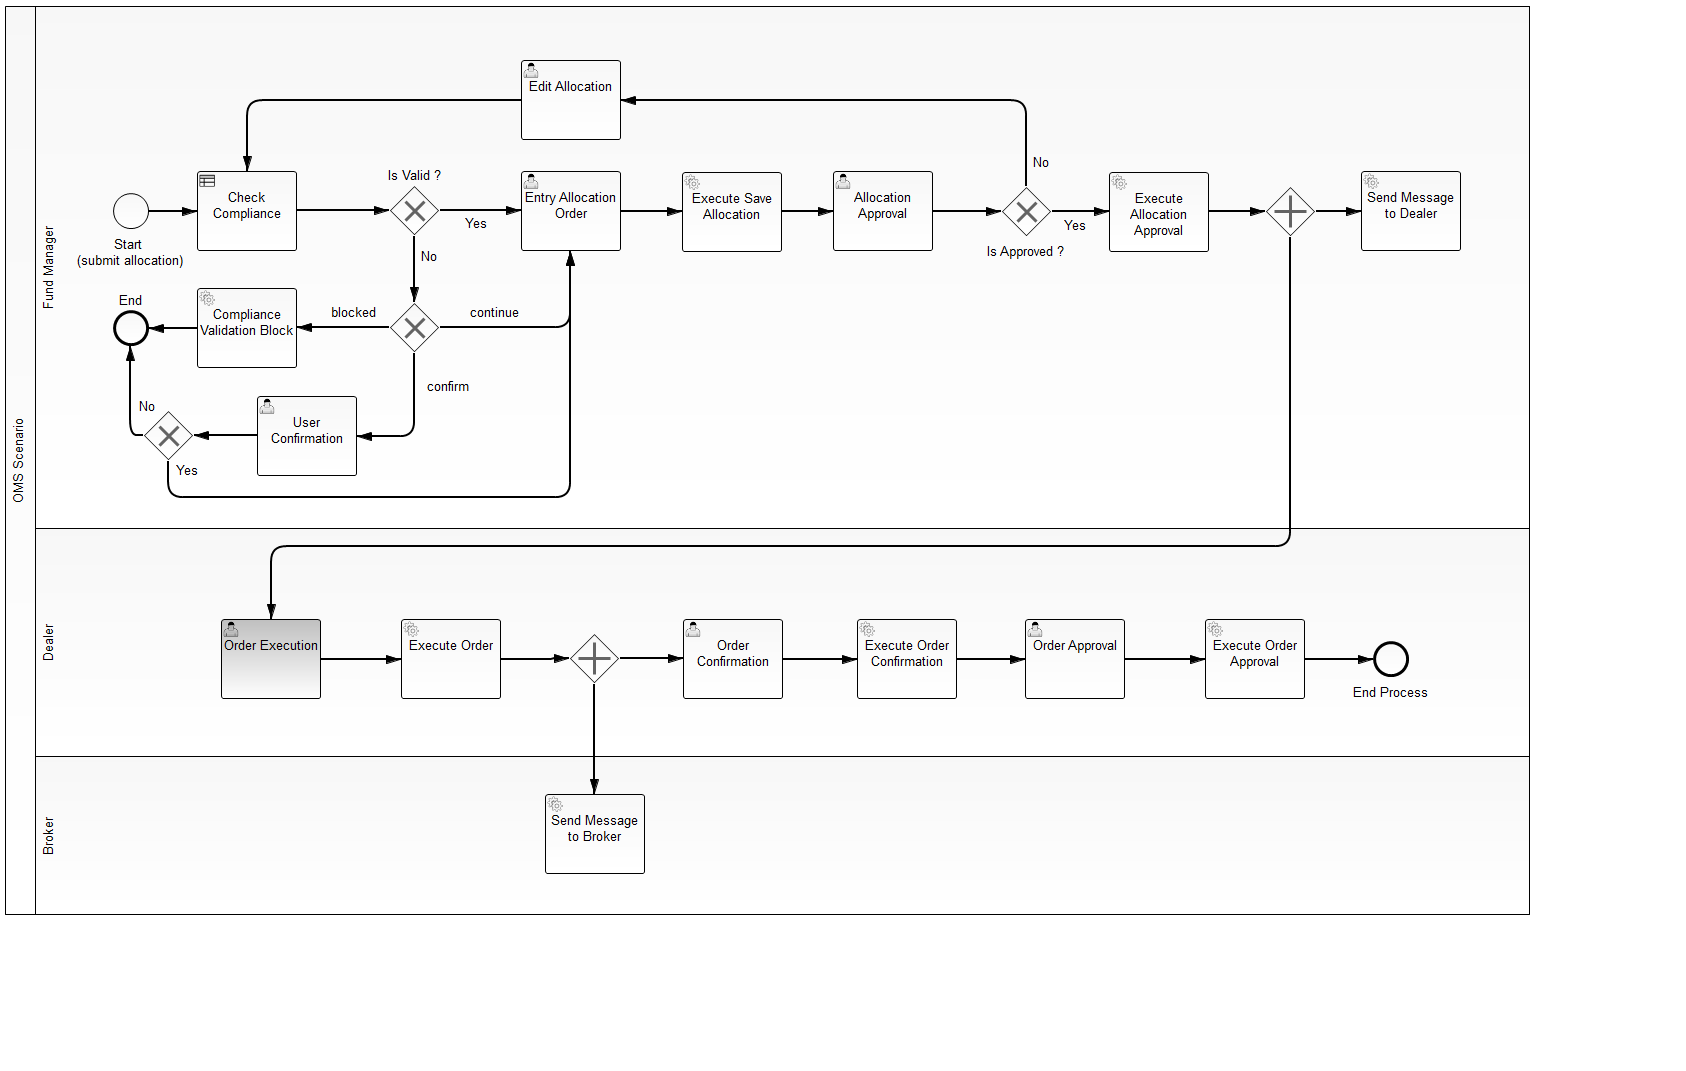 OMS Scenario
Fund Manager
Edit Allocation
No
Is Valid ?
Check
Compliance
Entry Allocation
Order
Execute Save
Allocation
Allocation
Approval
Execute
Allocation
Approval
Send Message
to Dealer
Yes
Yes
Start
(submit allocation)
No
Is Approved ?
End
Compliance
Validation Block
blocked
continue
confirm
No
User
Confirmation
Yes
Dealer
Order Execution
Execute Order
Order
Confirmation
Execute Order
Confirmation
Order Approval
Execute Order
Approval
End Process
Broker
Send Message
to Broker